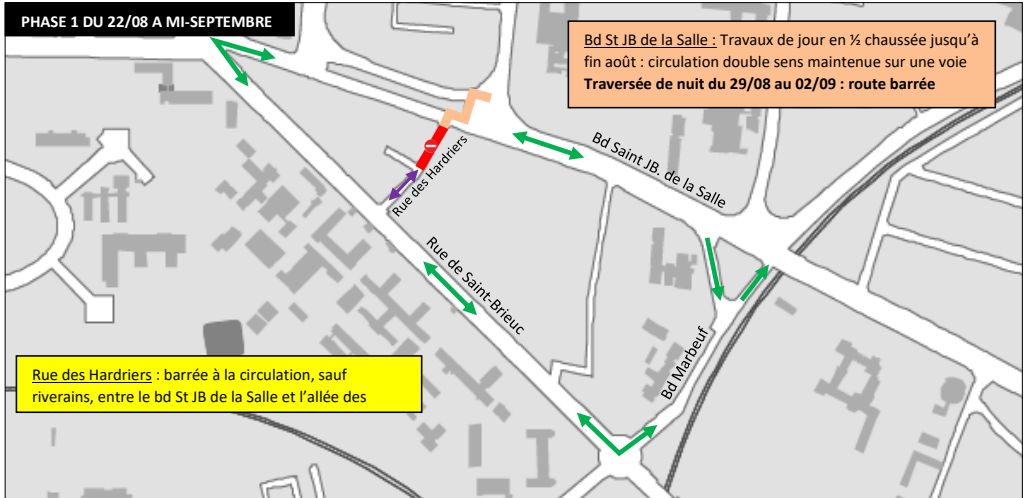 PHASE 1 DU 22/08 A MI-SEPTEMBRE
Bd St JB de la Salle : Travaux de jour en ½ chaussée jusqu'à
fin août : circulation double sens maintenue sur une voie
Traversée de nuit du 29/08 au 02/09 : route barrée
Bd Saint JB. de la Salle
Rue des Hardriers
Rue de Saint-Brieuc
Bd Marbeuf
Rue des Hardriers : barrée à la circulation, sauf
riverains, entre le bd St JB de la Salle et l'allée des